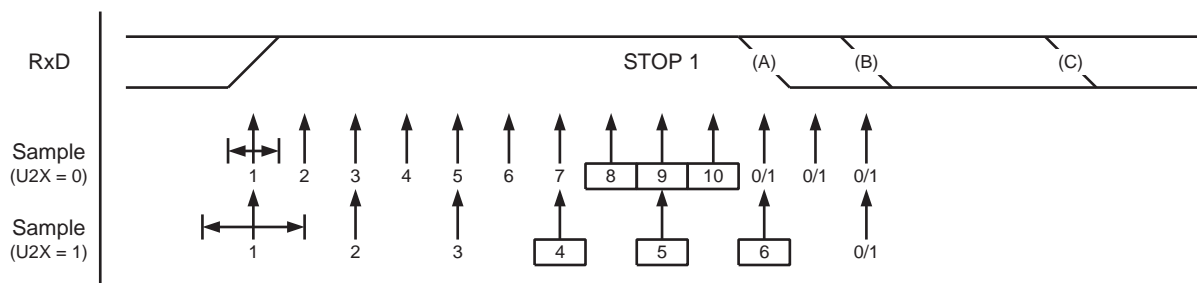 RxD STOP 1 (A) (B) (C)
Sample
(U2X = 0)
1 2 3 4 5 6 7 8 9 10 0/1 0/1 0/1
Sample
(U2X = 1)
1 2 3 4 5 6 0/1